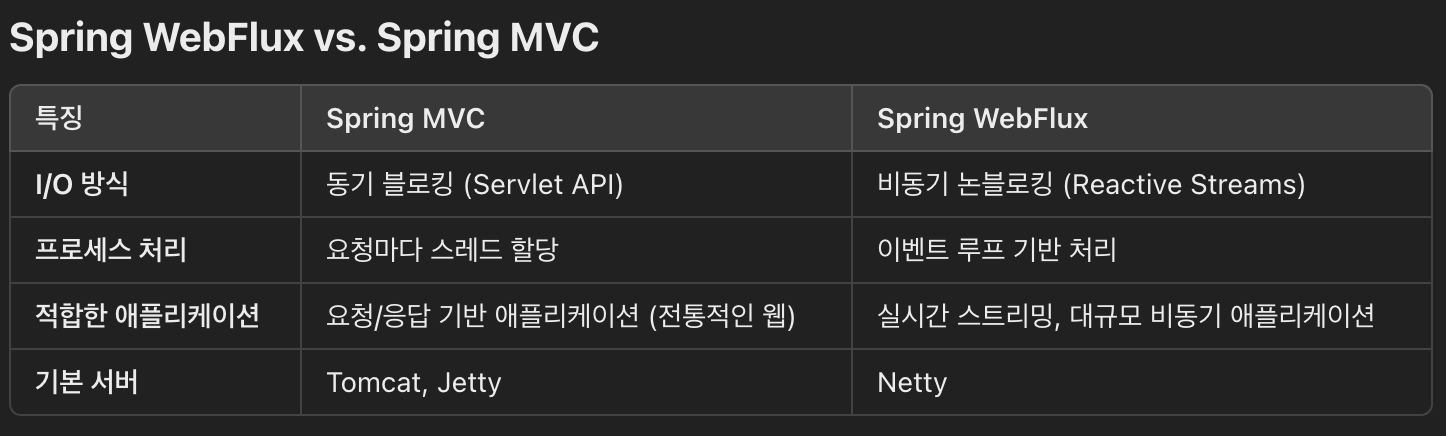 Spring WebFlux vs. Spring MVC
특징 Spring MVC Spring WebFlux
I/O 방식 동기 블로킹 (Servlet API) 비동기 논블로킹 (Reactive Streams)
프로세스 처리 요청마다 스레드 할당 이벤트 루프 기반 처리
적합한 애플리케이션 요청/응답 기반 애플리케이션 (전통적인 웹) 실시간 스트리밍, 대규모 비동기 애플리케이션
기본 서버 Tomcat, Jetty Netty